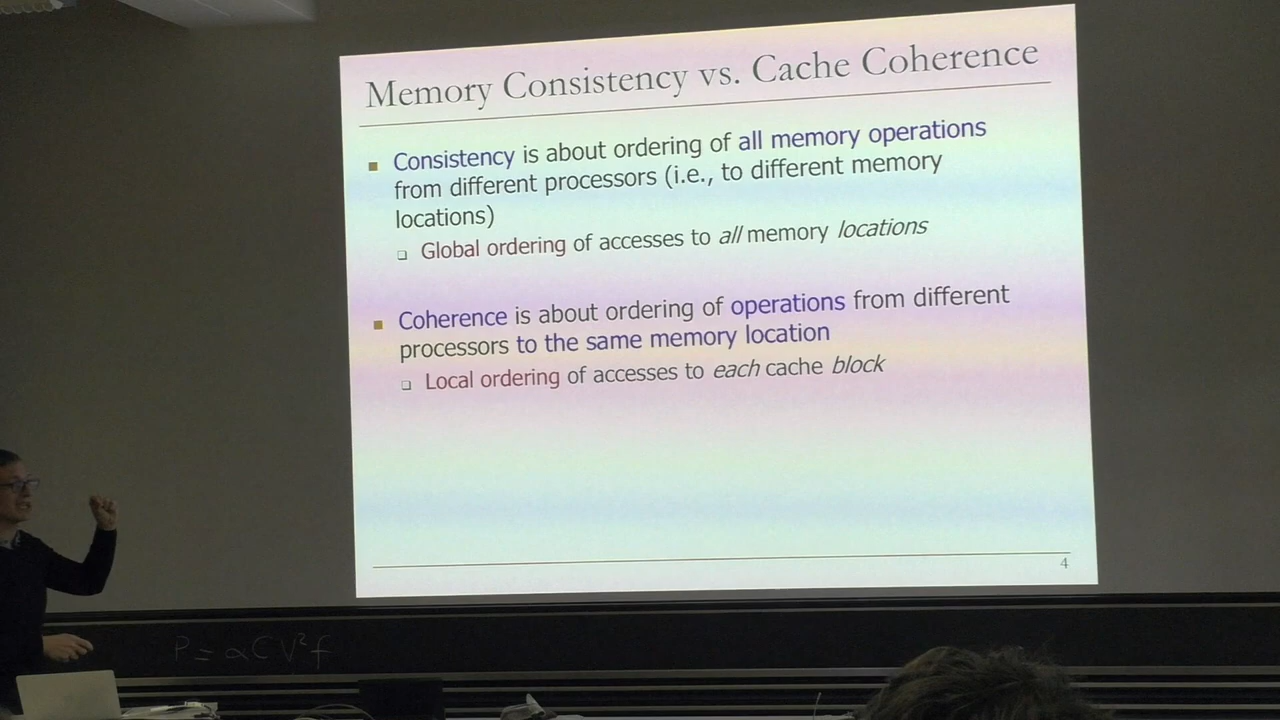 Memory Consistency vs. Cache Coherence
Consistency is about ordering of all memory operations
from different processors (i.e., to different memory
locations)
Global ordering of accesses to all memory locations
Coherence is about ordering of operations from different
processors to the same memory location
Local ordering of accesses to each cache block
4
P = αCV²f